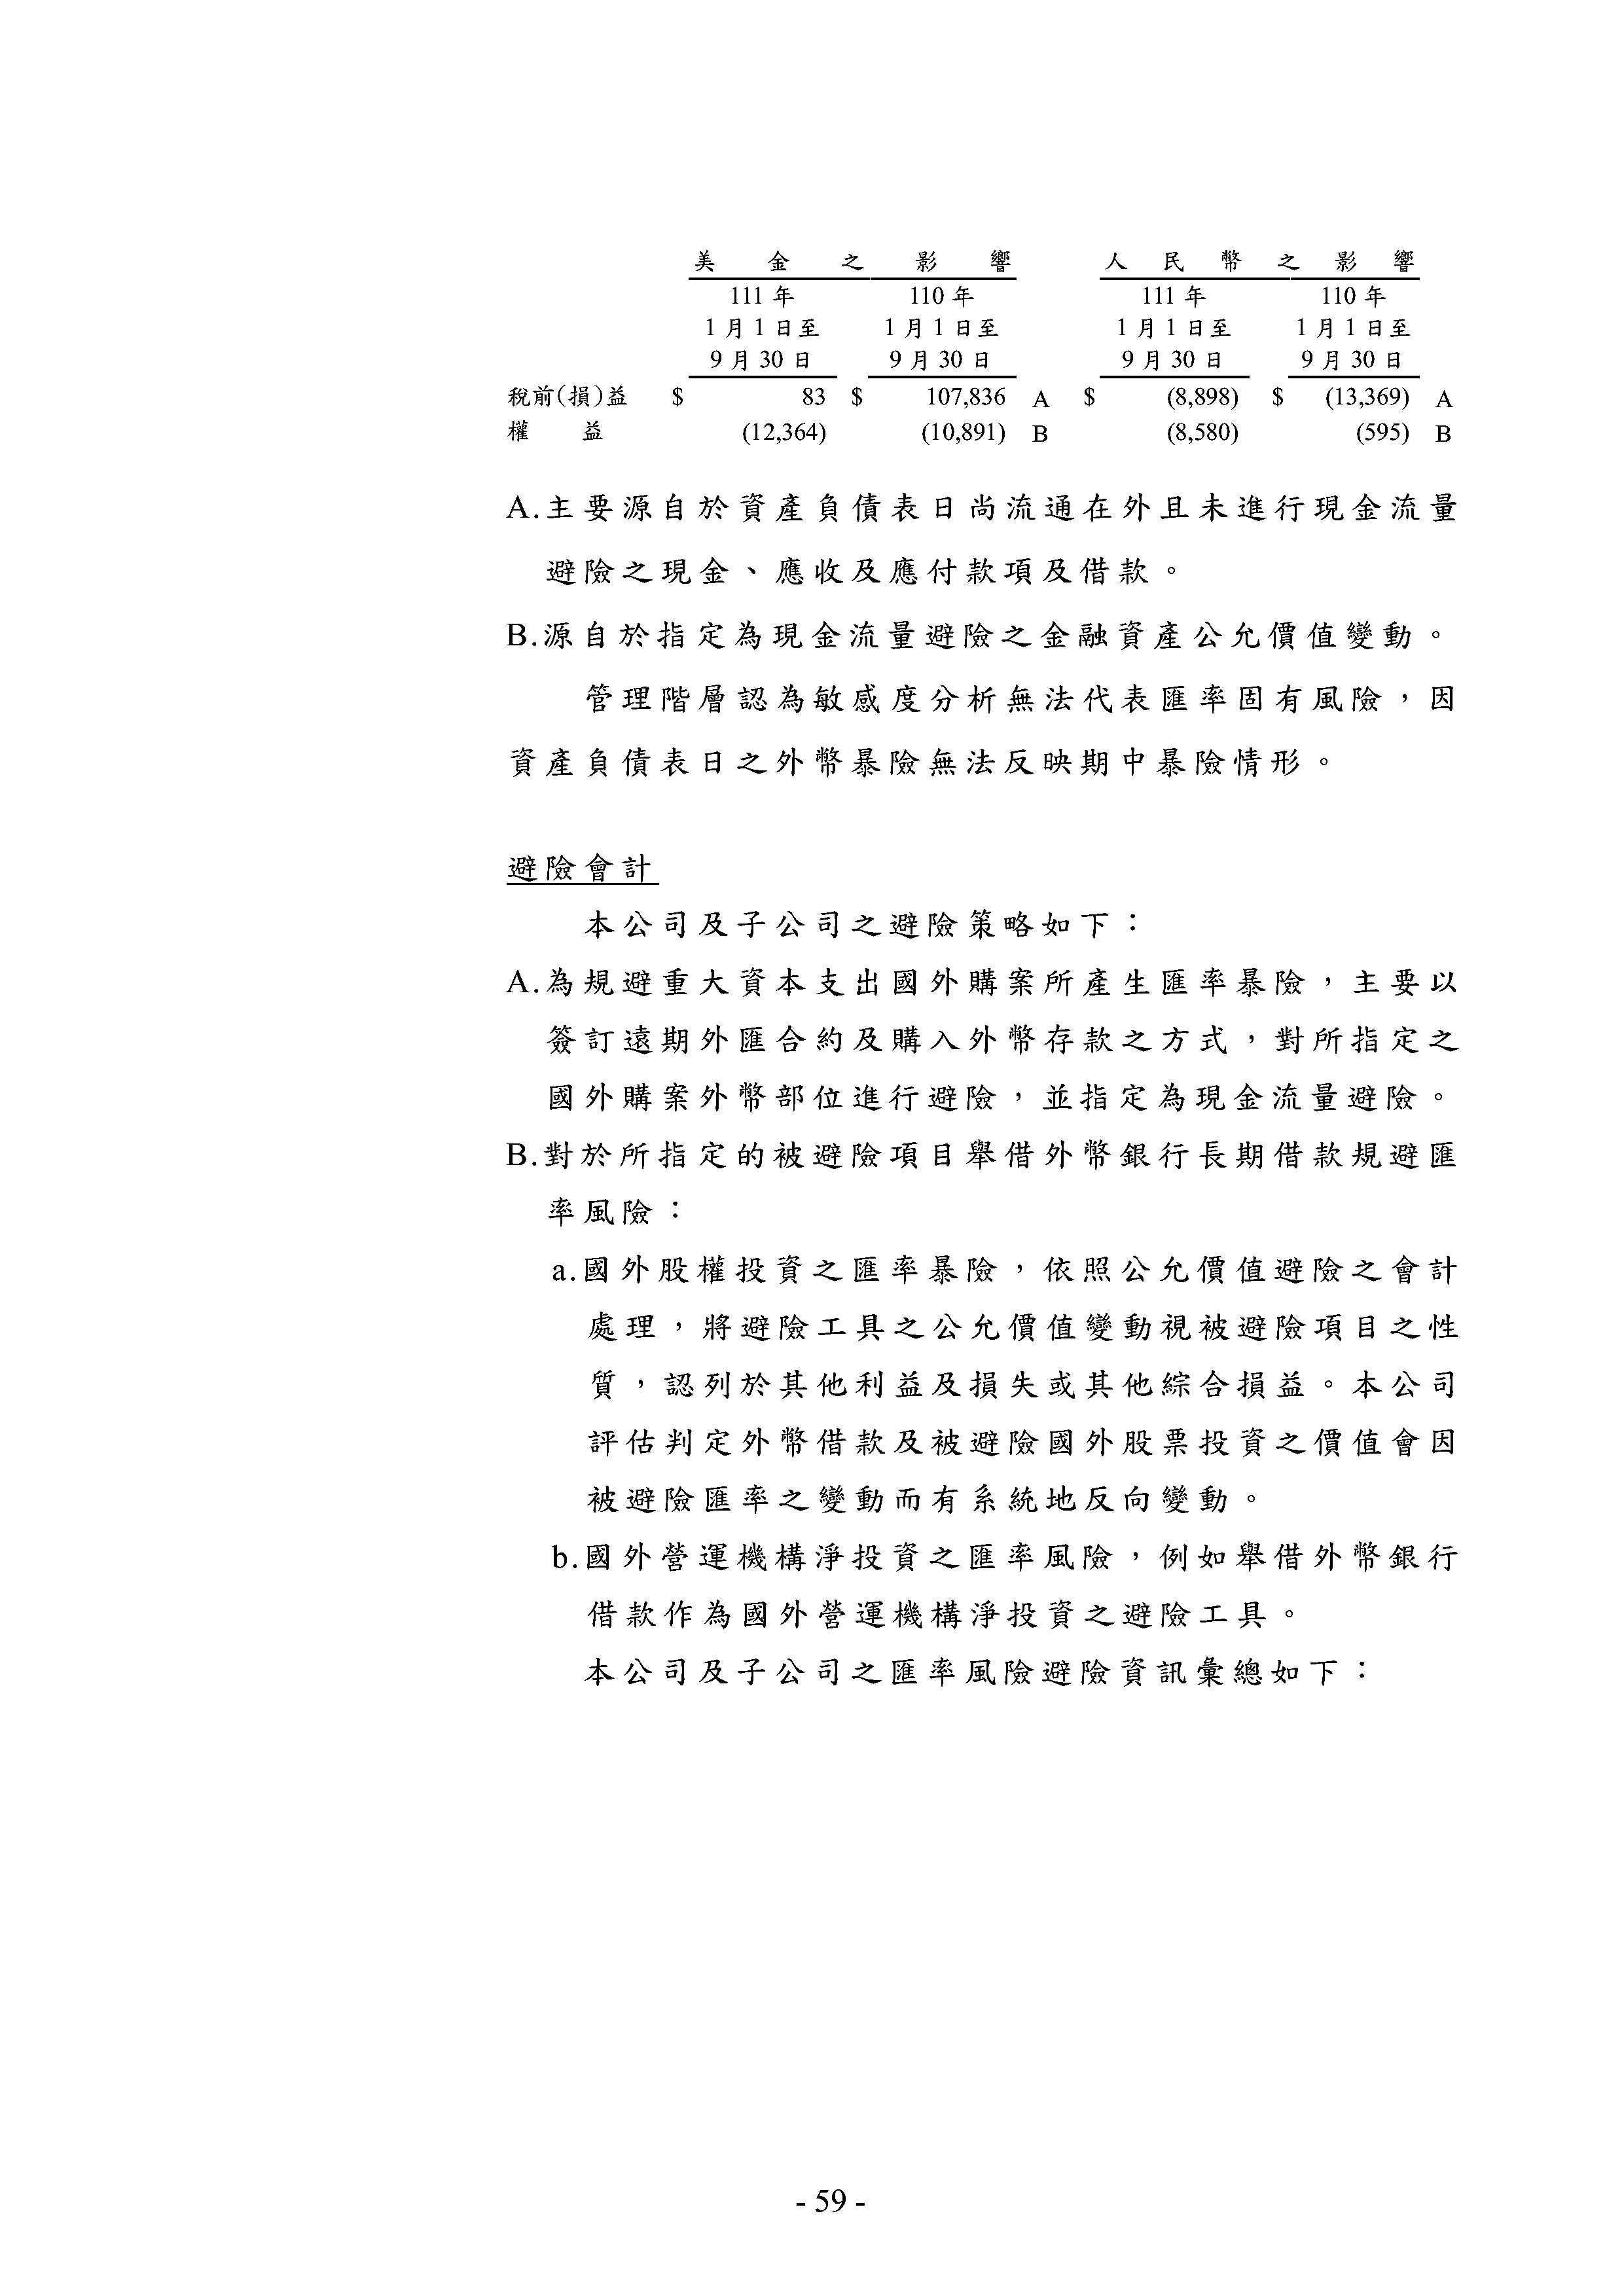 美金之影響 人民幣之影響
111年 110年 111年 110年
1月1日至 1月1日至 1月1日至 1月1日至
9月30日 9月30日 9月30日 9月30日
稅前(損)益 $ 83 $ 107,836 A $ (8,898) $ (13,369) A
權益 (12,364) (10,891) B (8,580) (595) B
A.主要源自於資產負債表日尚流通在外且未進行現金流量
避險之現金、應收及應付款項及借款。
B.源自於指定為現金流量避險之金融資產公允價值變動。
管理階層認為敏感度分析無法代表匯率固有風險，因
資產負債表日之外幣暴險無法反映期中暴險情形。
避險會計
本公司及子公司之避險策略如下：
A.為規避重大資本支出國外購案所產生匯率暴險，主要以
簽訂遠期外匯合約及購入外幣存款之方式，對所指定之
國外購案外幣部位進行避險，並指定為現金流量避險。
B.對於所指定的被避險項目舉借外幣銀行長期借款規避匯
率風險：
a.國外股權投資之匯率暴險，依照公允價值避險之會計
處理，將避險工具之公允價值變動視被避險項目之性
質，認列於其他利益及損失或其他綜合損益。本公司
評估判定外幣借款及被避險國外股票投資之價值會因
被避險匯率之變動而有系統地反向變動。
b.國外營運機構淨投資之匯率風險，例如舉借外幣銀行
借款作為國外營運機構淨投資之避險工具。
本公司及子公司之匯率風險避險資訊彙總如下：
- 59 -